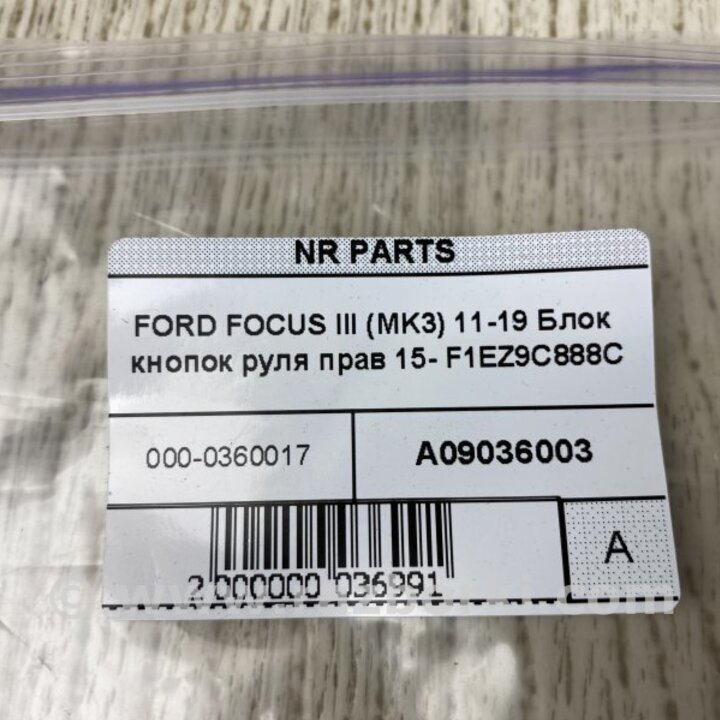 NR PARTS
FORD FOCUS III (MK3) 11-19 Блок
кнопок руля прав 15- F1EZ9C888C
000-0360017
A09036003
2 000000 036991
A